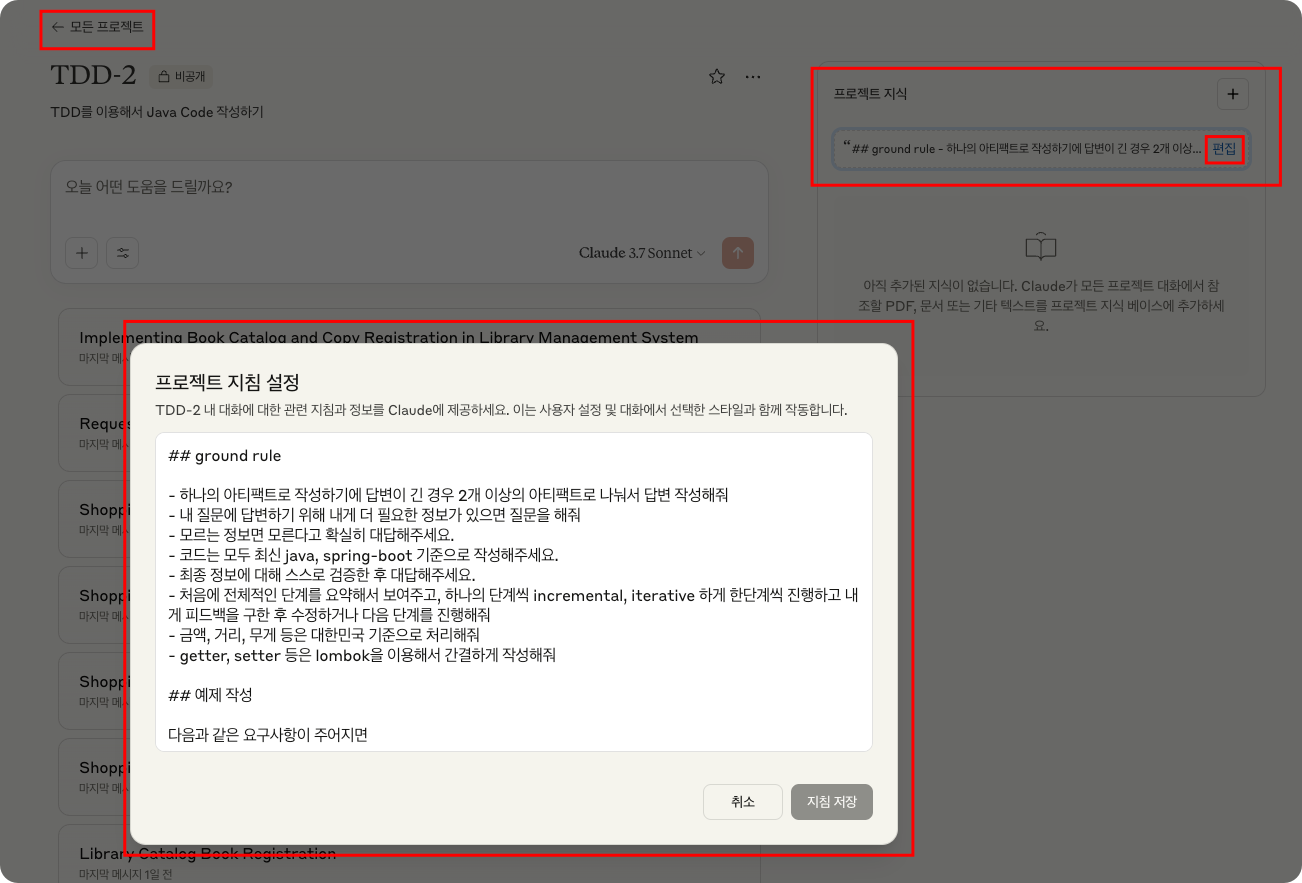 ← 모든 프로젝트
TDD-2 비공개
TDD를 이용해서 Java Code 작성하기
오늘 어떤 도움을 드릴까요?
Claude 3.7 Sonnet
프로젝트 지식
“## ground rule - 하나의 아티팩트로 작성하기에 답변이 긴 경우 2개 이상... 편집
아직 추가된 지식이 없습니다. Claude가 모든 프로젝트 대화에서 참
조할 PDF, 문서 또는 기타 텍스트를 프로젝트 지식 베이스에 추가하세
요.
Implementing Book Catalog and Copy Registration in Library Management System
마지막 메시
Reques
마지막 메시
Shoppi
마지막 메시
Shoppi
마지막 메시
Shoppi
마지막 메시
Shoppi
마지막 메시
프로젝트 지침 설정
TDD-2 내 대화에 대한 관련 지침과 정보를 Claude에 제공하세요. 이는 사용자 설정 및 대화에서 선택한 스타일과 함께 작동합니다.
## ground rule
- 하나의 아티팩트로 작성하기에 답변이 긴 경우 2개 이상의 아티팩트로 나눠서 답변 작성해줘
- 내 질문에 답변하기 위해 내게 더 필요한 정보가 있으면 질문을 해줘
- 모르는 정보면 모른다고 확실히 대답해주세요.
- 코드는 모두 최신 java, spring-boot 기준으로 작성해주세요.
- 최종 정보에 대해 스스로 검증한 후 대답해주세요.
- 처음에 전체적인 단계를 요약해서 보여주고, 하나의 단계씩 incremental, iterative 하게 한단계씩 진행하고 내
게 피드백을 구한 후 수정하거나 다음 단계를 진행해줘
- 금액, 거리, 무게 등은 대한민국 기준으로 처리해줘
- getter, setter 등은 lombok을 이용해서 간결하게 작성해줘
## 예제 작성
다음과 같은 요구사항이 주어지면
취소
지침 저장
Library Catalog Book Registration
마지막 메시지 1일 전